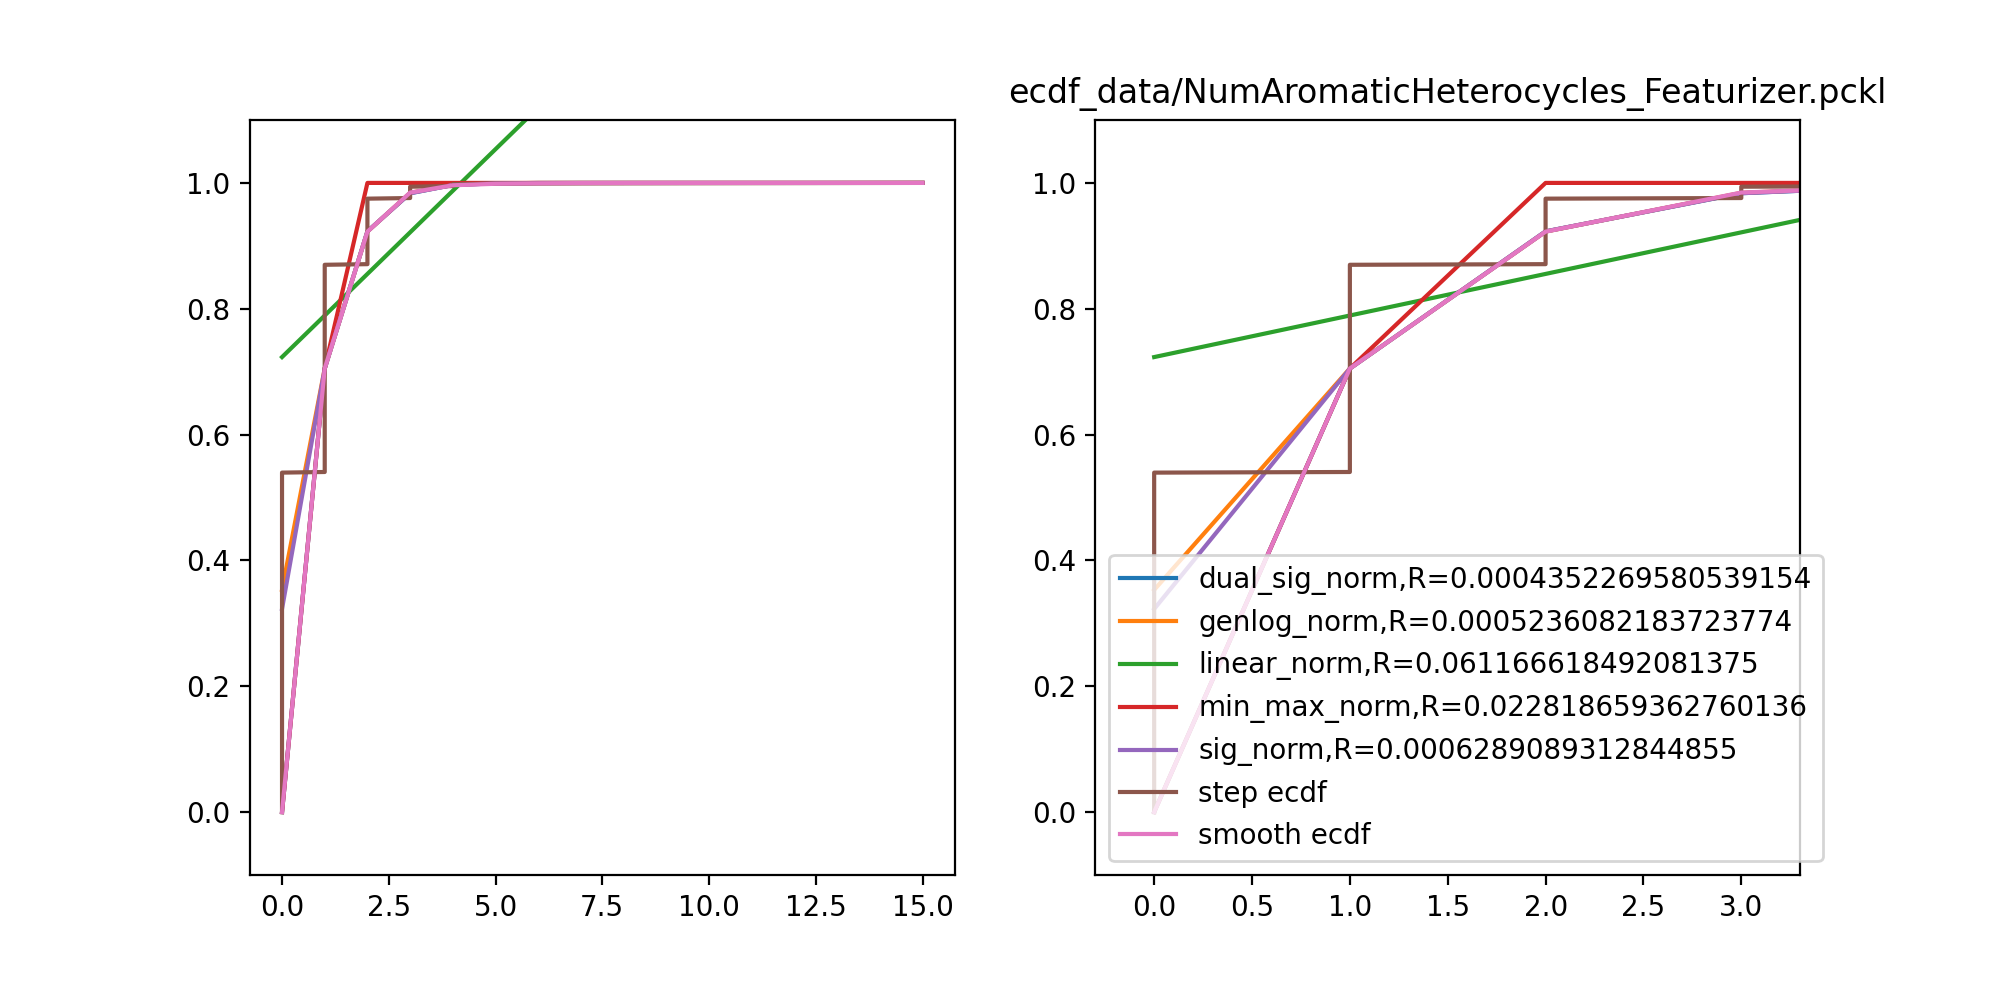 ecdf_data/NumAromaticHeterocycles_Featurizer.pckl
1.0
0.8
0.6
0.4
0.2
0.0
0.0 2.5 5.0 7.5 10.0 12.5 15.0
1.0
0.8
0.6
0.4
0.2
0.0
dual_sig_norm,R=0.0004352269580539154
genlog_norm,R=0.0005236082183723774
linear_norm,R=0.061166618492081375
min_max_norm,R=0.022818659362760136
sig_norm,R=0.0006289089312844855
step ecdf
smooth ecdf
0.0 0.5 1.0 1.5 2.0 2.5 3.0